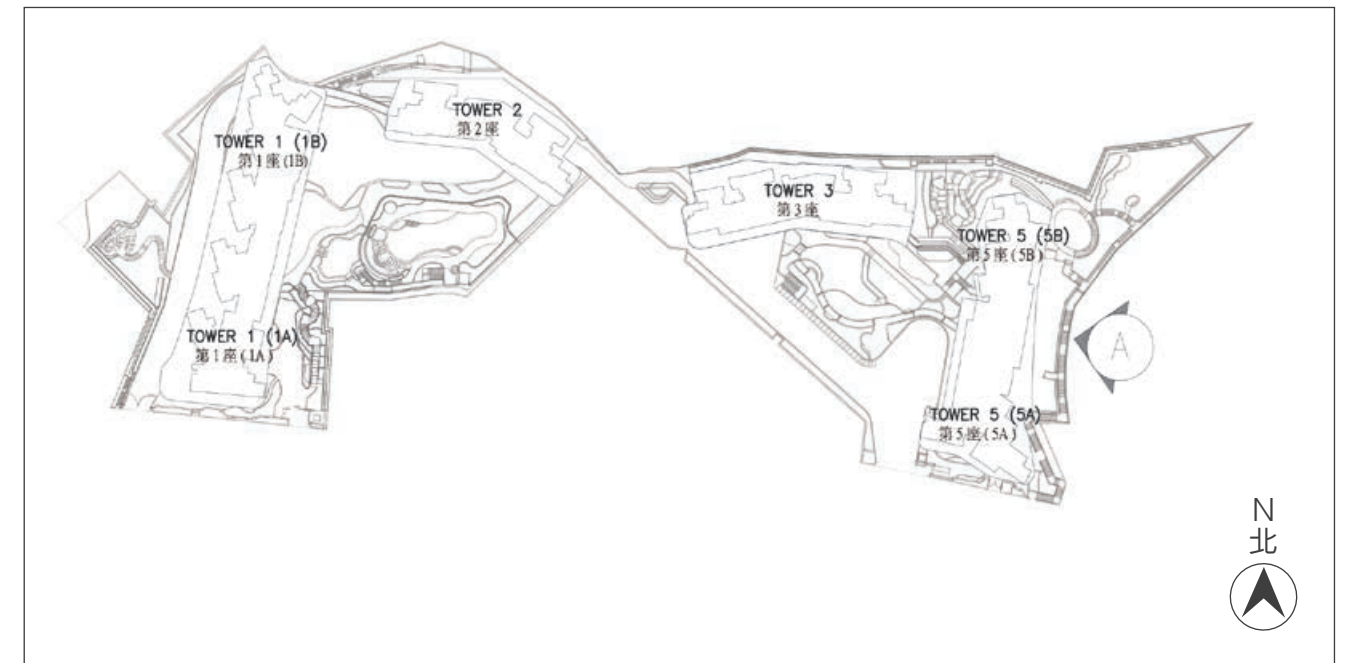 TOWER 2
第2座
TOWER 1 (1B)
第1座(1B)
TOWER 3
第3座
TOWER 5 (5B)
第5座(5B)
TOWER 1 (1A)
第1座(1A)
A
TOWER 5 (5A)
第5座(5A)
N
北